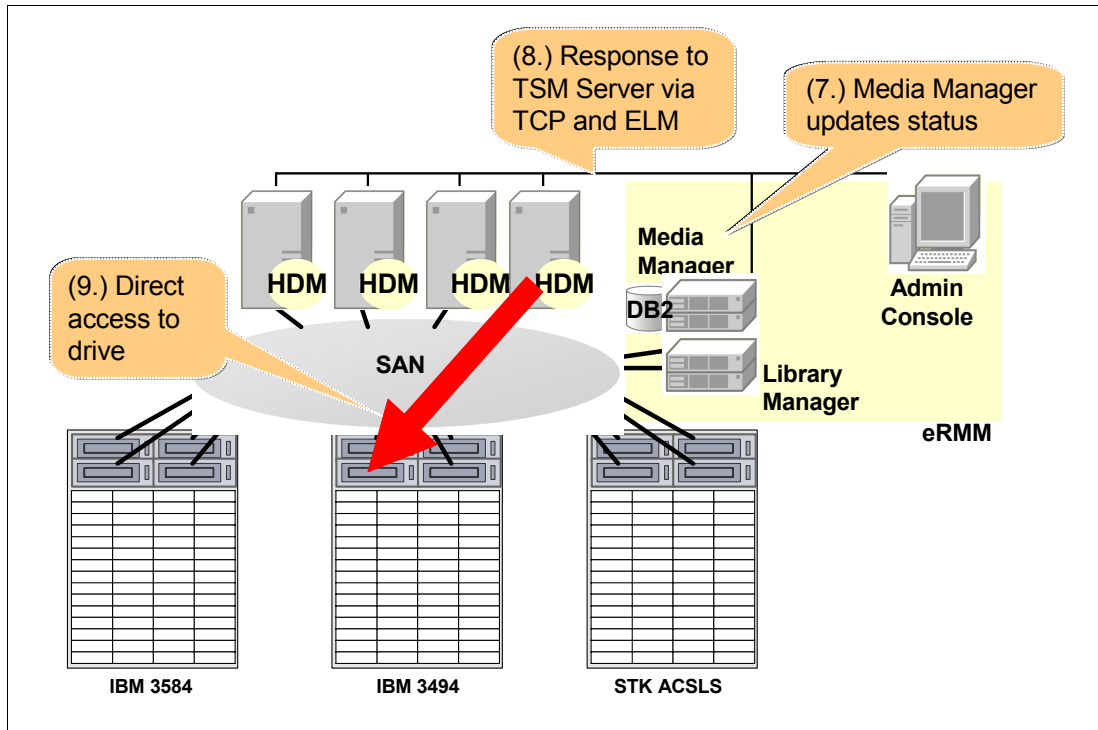 (8.) Response to
TSM Server via
TCP and ELM
(7.) Media Manager
updates status
(9.) Direct
access to
drive
HDM
HDM
HDM
HDM
Media
Manager
DB2
Admin
Console
SAN
Library
Manager
eRMM
IBM 3584
IBM 3494
STK ACSLS